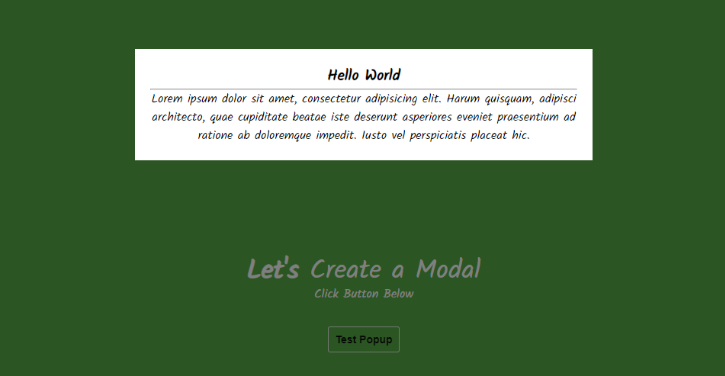 Hello World
Lorem ipsum dolor sit amet, consectetur adipisicing elit. Harum quisquam, adipisci
architecto, quae cupiditate beatae iste deserunt asperiores eveniet praesentium ad
ratione ab doloremque impedit. Iusto vel perspiciatis placeat hic.
Let's Create a Modal
Click Button Below
Test Popup